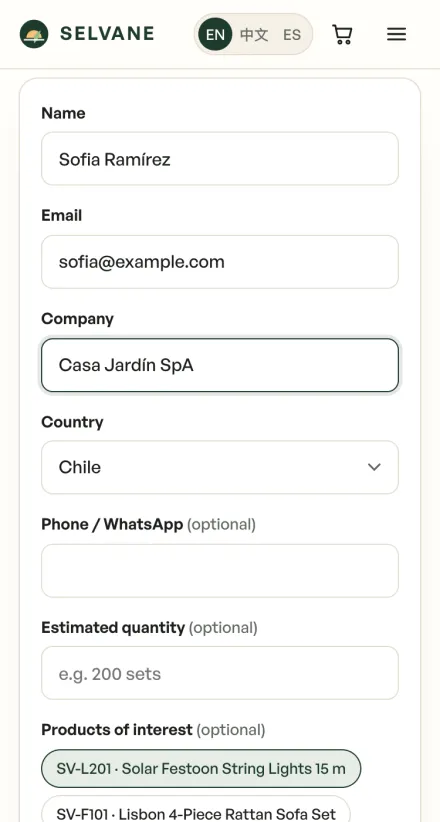 SELVANE
EN 中文 ES
Name
Sofia Ramírez
Email
sofia@example.com
Company
Casa Jardín SpA
Country
Chile
Phone / WhatsApp (optional)
Estimated quantity (optional)
e.g. 200 sets
Products of interest (optional)
SV-L201 · Solar Festoon String Lights 15 m
SV-F101 · Lisbon 4-Piece Rattan Sofa Set